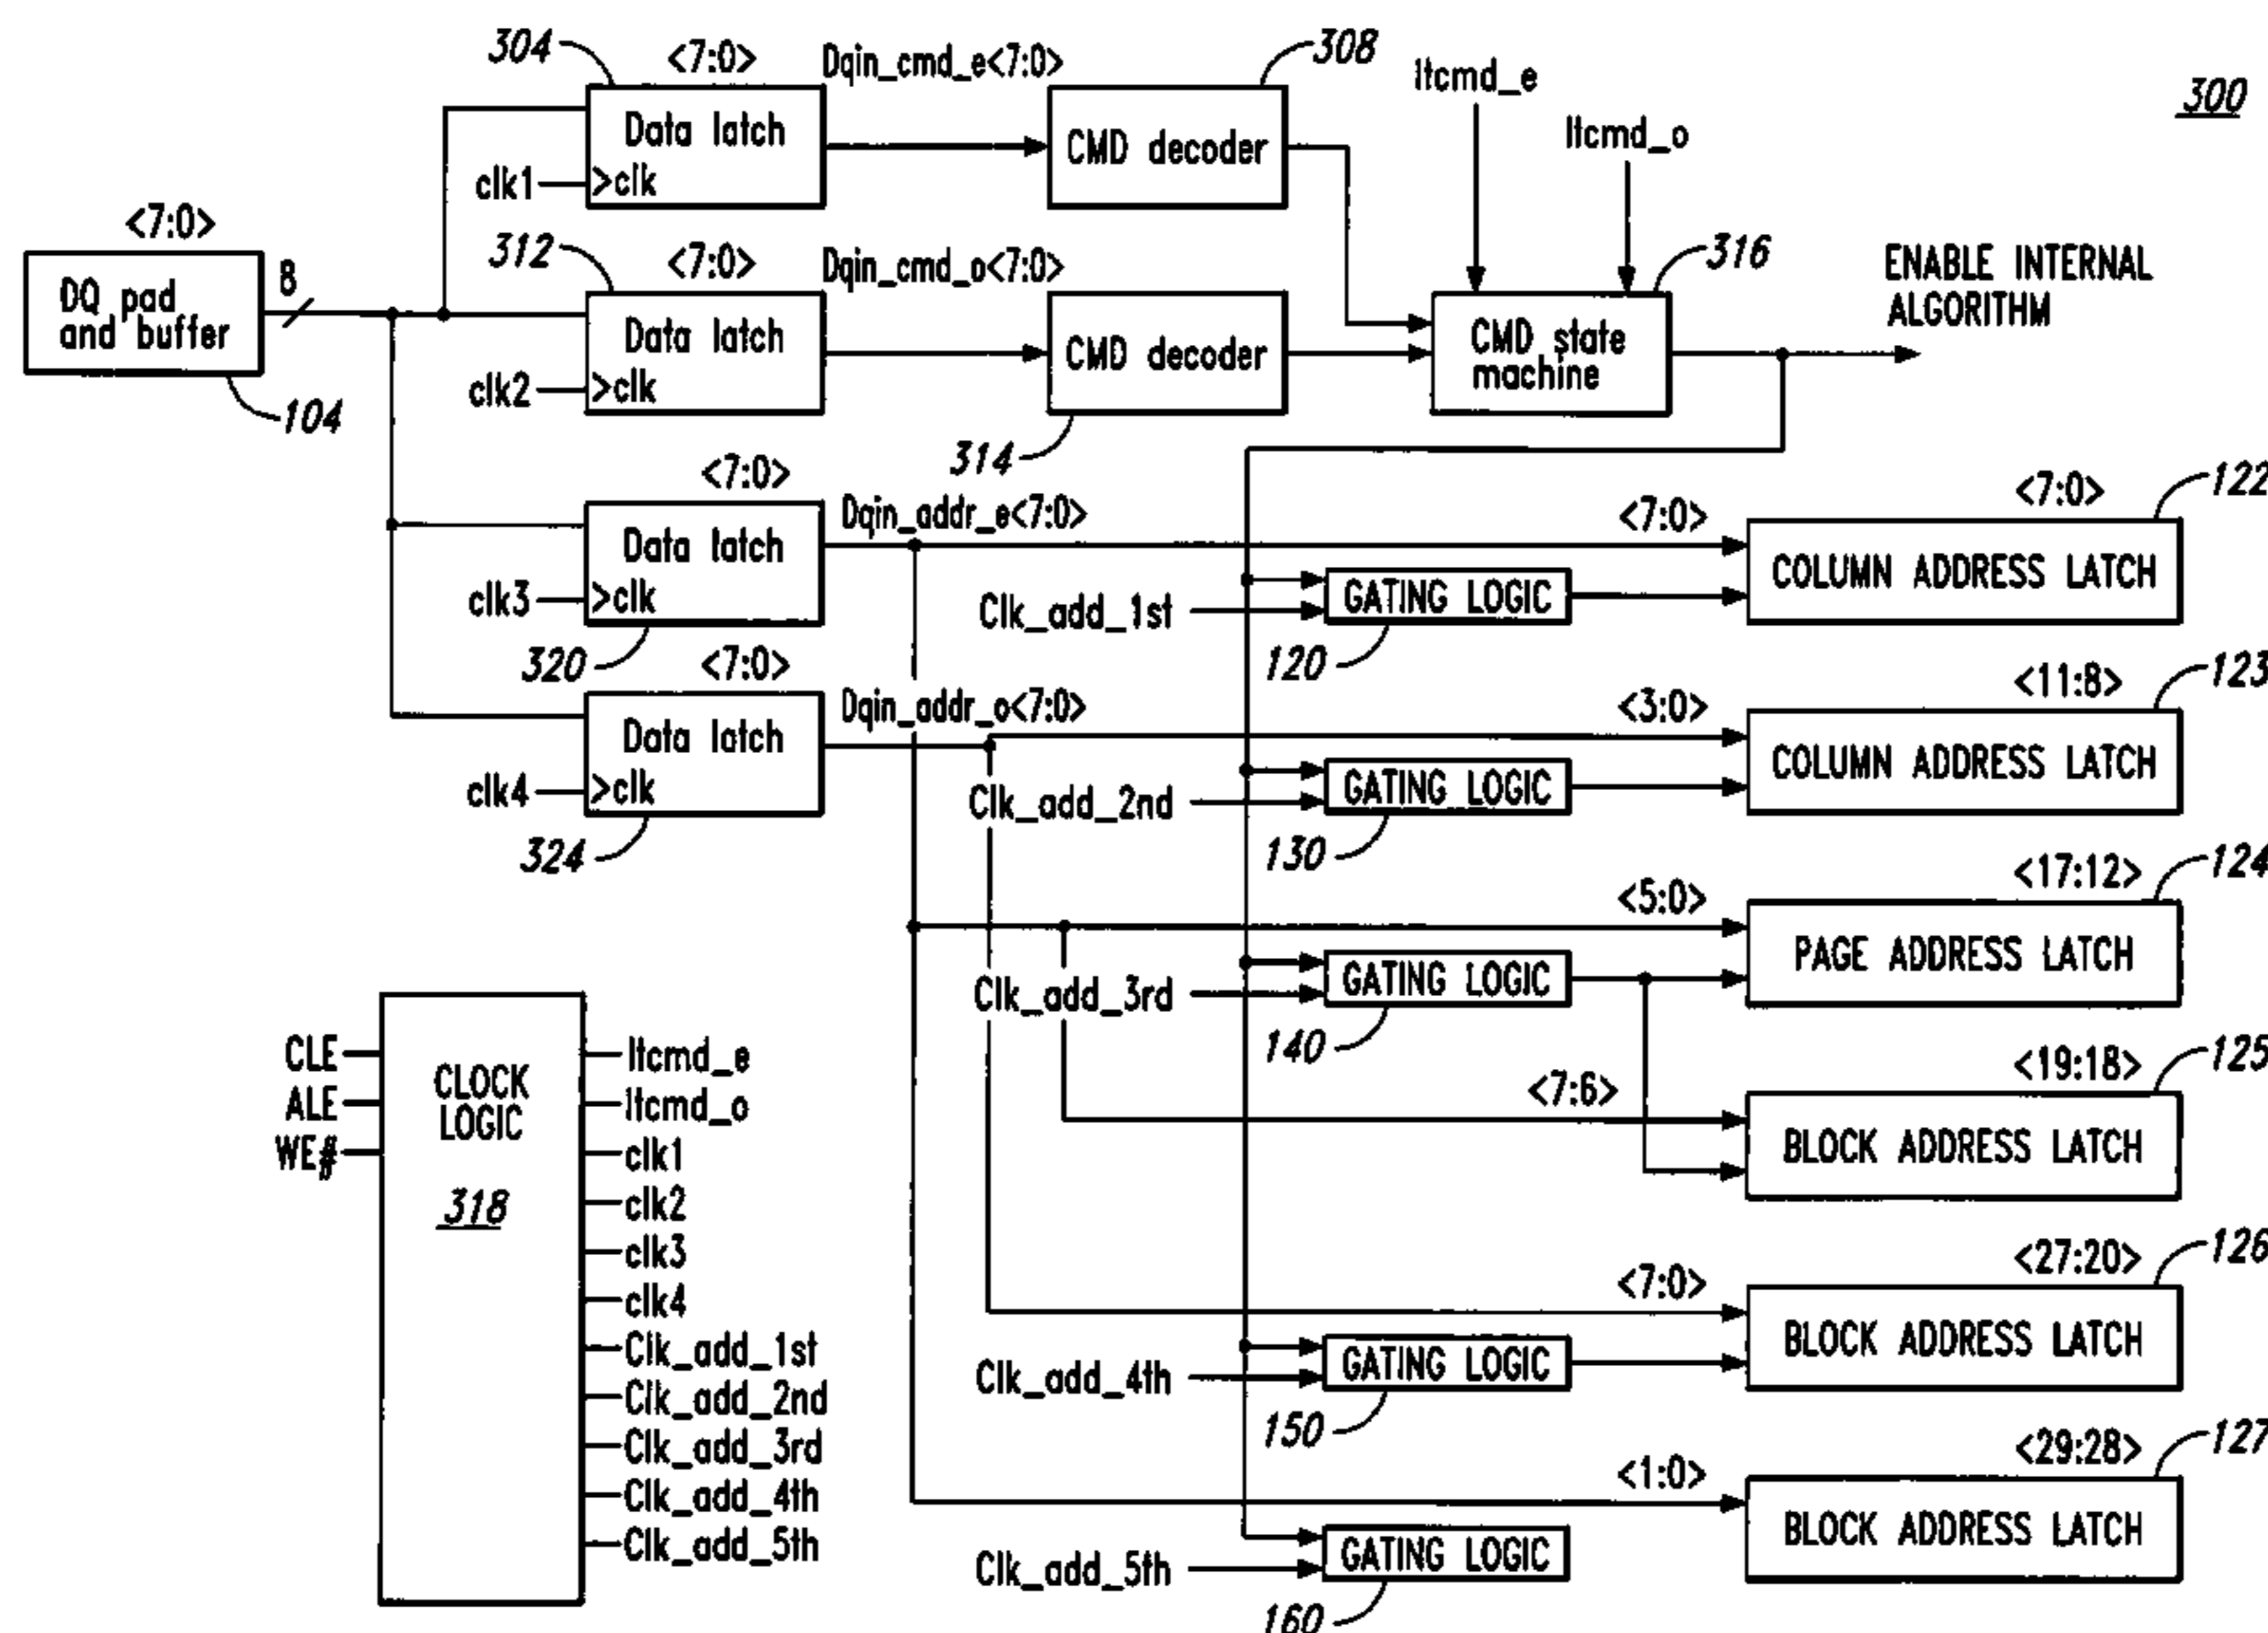 304
<7:0>
Dqin_cmd_e<7:0>
308
ltcmd_e
300
Data latch
CMD decoder
ltcmd_o
clk1
>clk
<7:0>
312
<7:0>
Dqin_cmd_o<7:0>
316
ENABLE INTERNAL
ALGORITHM
8
DQ pad
and buffer
Data latch
CMD decoder
CMD state
machine
clk2
>clk
104
314
<7:0>
<7:0>
122
Dqin_addr_e<7:0>
<7:0>
Data latch
COLUMN ADDRESS LATCH
clk3
>clk
Clk_add_1st
GATING LOGIC
320
<7:0>
120
<11:8>
123
Dqin_addr_o<7:0>
<3:0>
Data latch
COLUMN ADDRESS LATCH
clk4
>clk
Clk_add_2nd
GATING LOGIC
324
130
<17:12>
124
<5:0>
PAGE ADDRESS LATCH
Clk_add_3rd
GATING LOGIC
140
<19:18>
125
<7:6>
BLOCK ADDRESS LATCH
CLE
ALE
WE#
CLOCK
LOGIC
318
ltcmd_e
ltcmd_o
clk1
clk2
clk3
clk4
Clk_add_1st
Clk_add_2nd
Clk_add_3rd
Clk_add_4th
Clk_add_5th
<27:20>
126
<7:0>
BLOCK ADDRESS LATCH
Clk_add_4th
GATING LOGIC
150
<29:28>
127
<1:0>
BLOCK ADDRESS LATCH
Clk_add_5th
GATING LOGIC
160